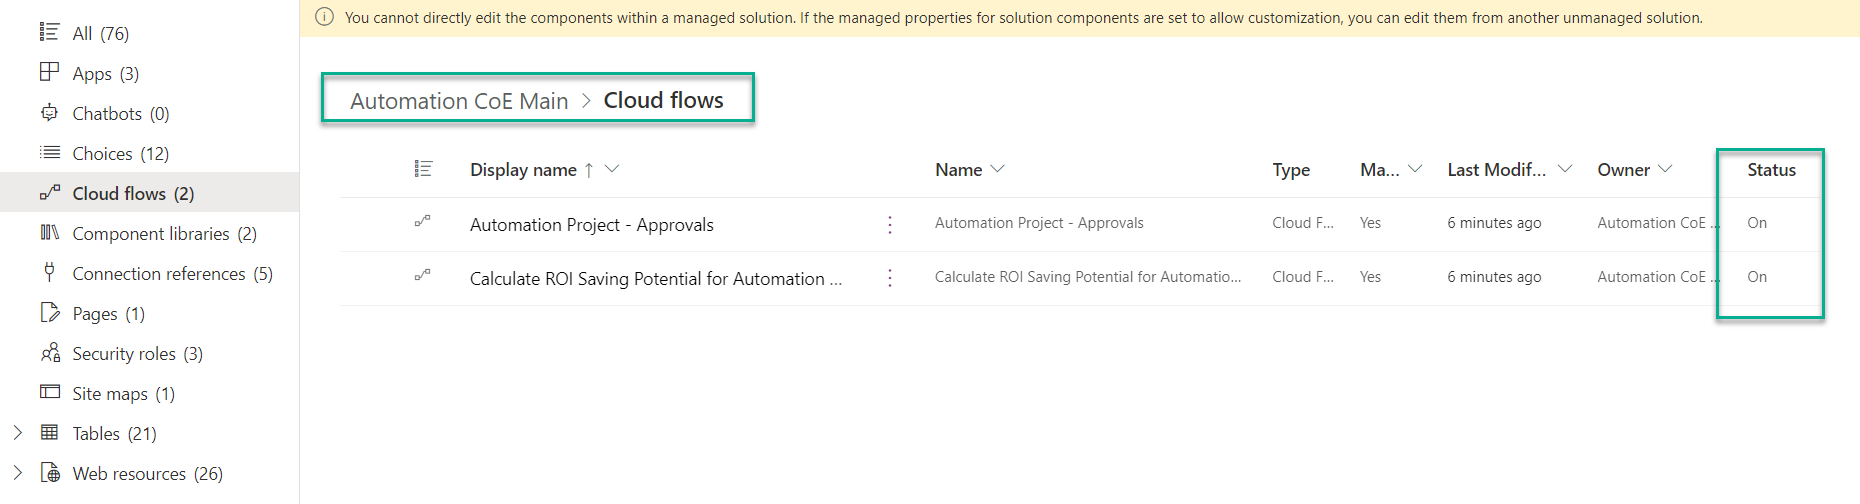 You cannot directly edit the components within a managed solution. If the managed properties for solution components are set to allow customization, you can edit them from another unmanaged solution.
All (76)
Apps (3)
Chatbots (0)
Choices (12)
Cloud flows (2)
Component libraries (2)
Connection references (5)
Pages (1)
Security roles (3)
Site maps (1)
Tables (21)
Web resources (26)
Automation CoE Main > Cloud flows
Display name ↑ Name Type Ma... Last Modif... Owner Status
Automation Project - Approvals Automation Project - Approvals Cloud F... Yes 6 minutes ago Automation CoE ... On
Calculate ROI Saving Potential for Automation ... Calculate ROI Saving Potential for Automatio... Cloud F... Yes 6 minutes ago Automation CoE ... On